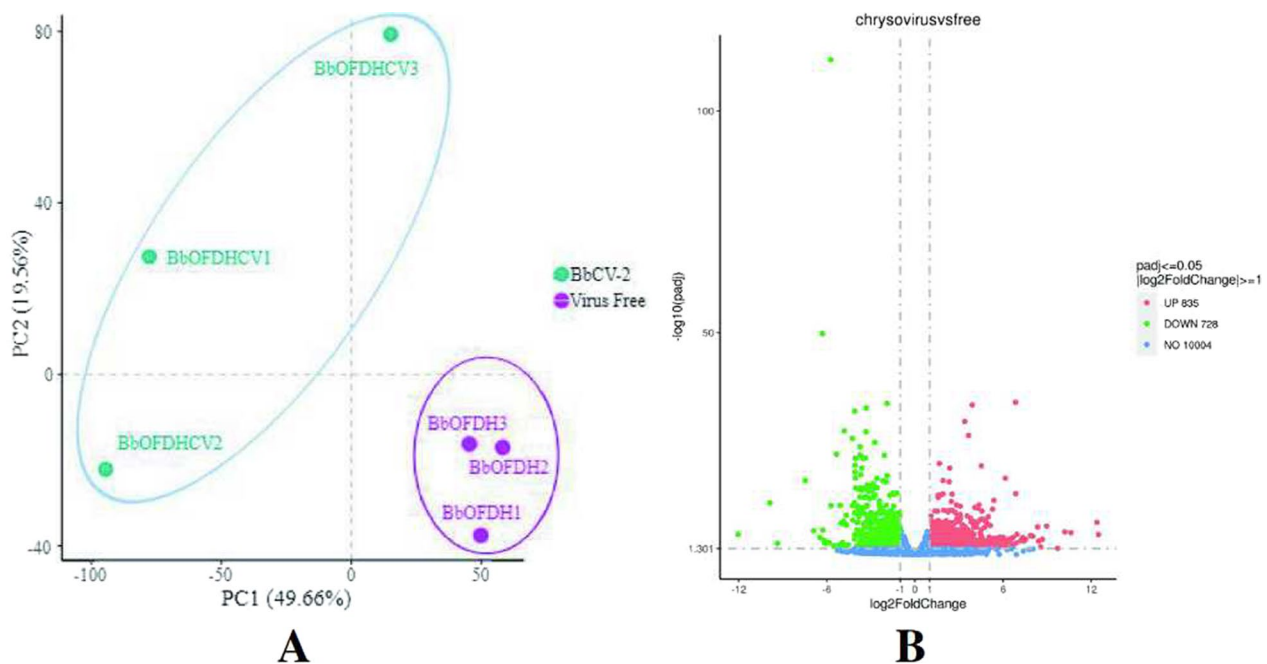 80
40
0
-40
-100
-50
0
50
PC2 (19.56%)
PC1 (49.66%)
BbOFDHCV3
BbOFDHCV1
BbOFDHCV2
BbOFDH3
BbOFDH2
BbOFDH1
BbCV-2
Virus Free
A
chrysovirusvsfree
100
50
1.301
-log10(padj)
-12
-6
-1
0
1
6
12
log2FoldChange
padj<=0.05
|log2FoldChange|>=1
UP 835
DOWN 728
NO 10004
B